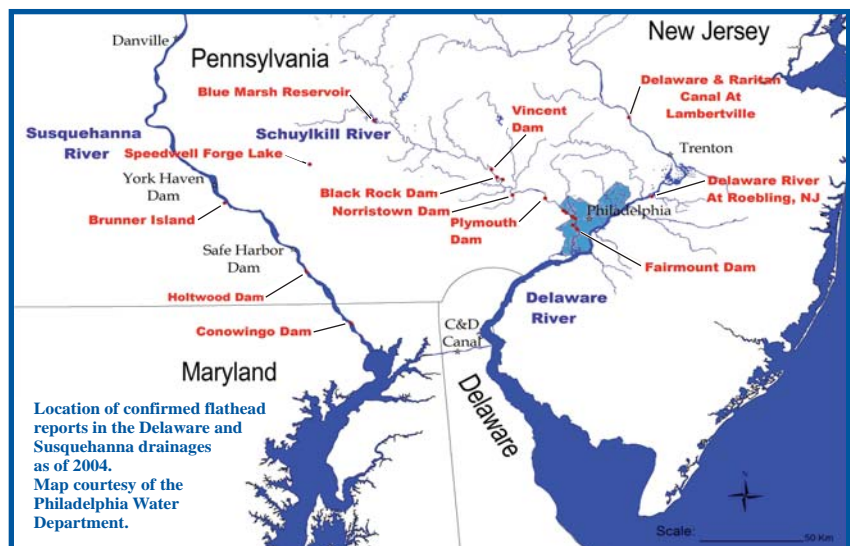 New Jersey
Danville
Pennsylvania
Blue Marsh Reservoir
Vincent
Dam
Delaware & Raritan
Canal At
Lambertville
Susquehanna
River
Schuylkill River
Speedwell Forge Lake
Trenton
York Haven
Dam
Black Rock Dam
Norristown Dam
Delaware River
At Roebling, NJ
Brunner Island
Plymouth
Dam
Philadelphia
Safe Harbor
Dam
Fairmount Dam
Holtwood Dam
Delaware
River
Conowingo Dam
C&D
Canal
Maryland
Delaware
Location of confirmed flathead
reports in the Delaware and
Susquehanna drainages
as of 2004.
Map courtesy of the
Philadelphia Water
Department.
N
Scale:
50 Km